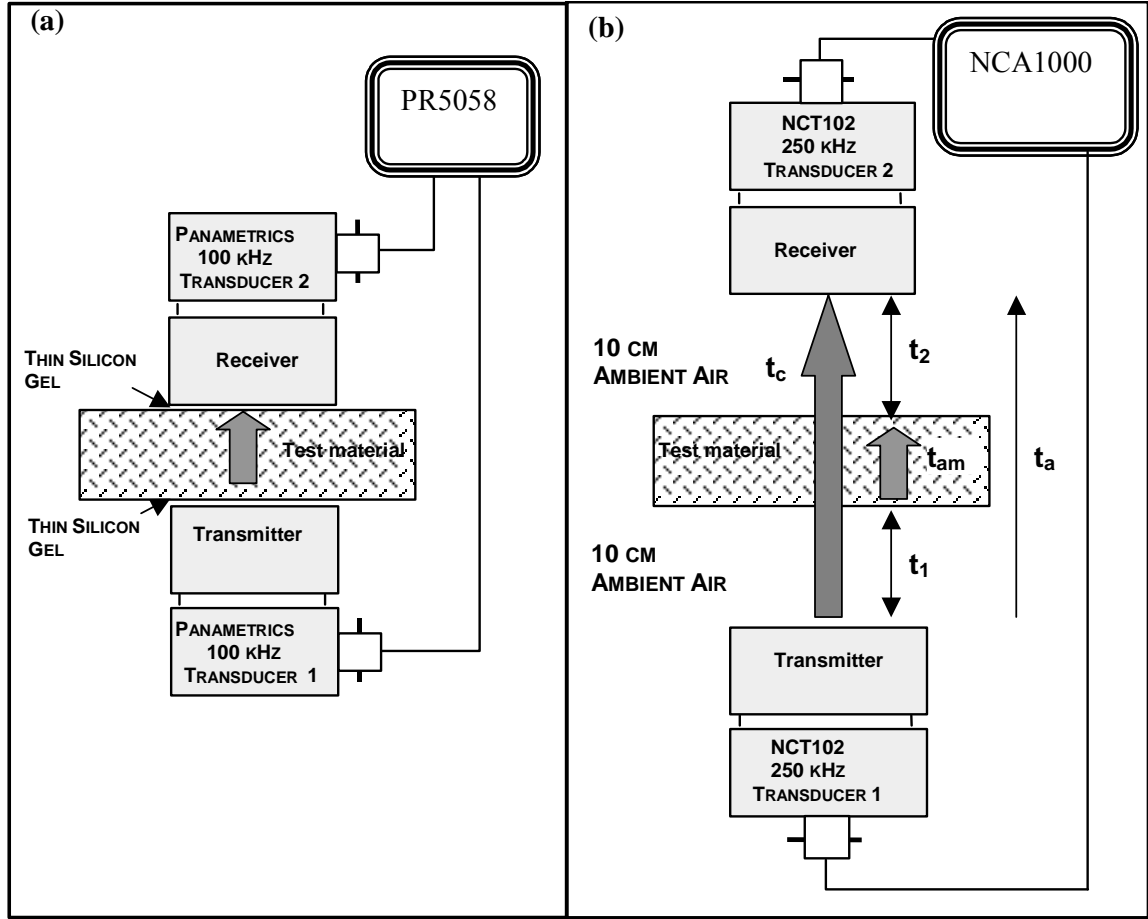 (a)
PR5058
PANAMETRICS
100 KHZ
TRANSDUCER 2
THIN SILICON
GEL
Receiver
Test material
THIN SILICON
GEL
Transmitter
PANAMETRICS
100 KHZ
TRANSDUCER 1
(b)
NCA1000
NCT102
250 KHZ
TRANSDUCER 2
Receiver
10 CM
AMBIENT AIR
tc
t2
Test material
tam
ta
10 CM
AMBIENT AIR
t1
Transmitter
NCT102
250 KHZ
TRANSDUCER 1